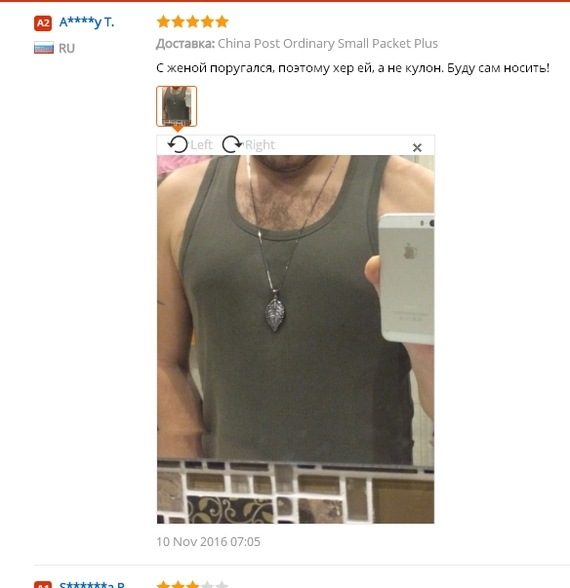 A2 A****y T.
RU
Доставка: China Post Ordinary Small Packet Plus
С женой поругался, поэтому хер ей, а не кулон. Буду сам носить!
Left Right
iPhone
10 Nov 2016 07:05
A1 S******a B.